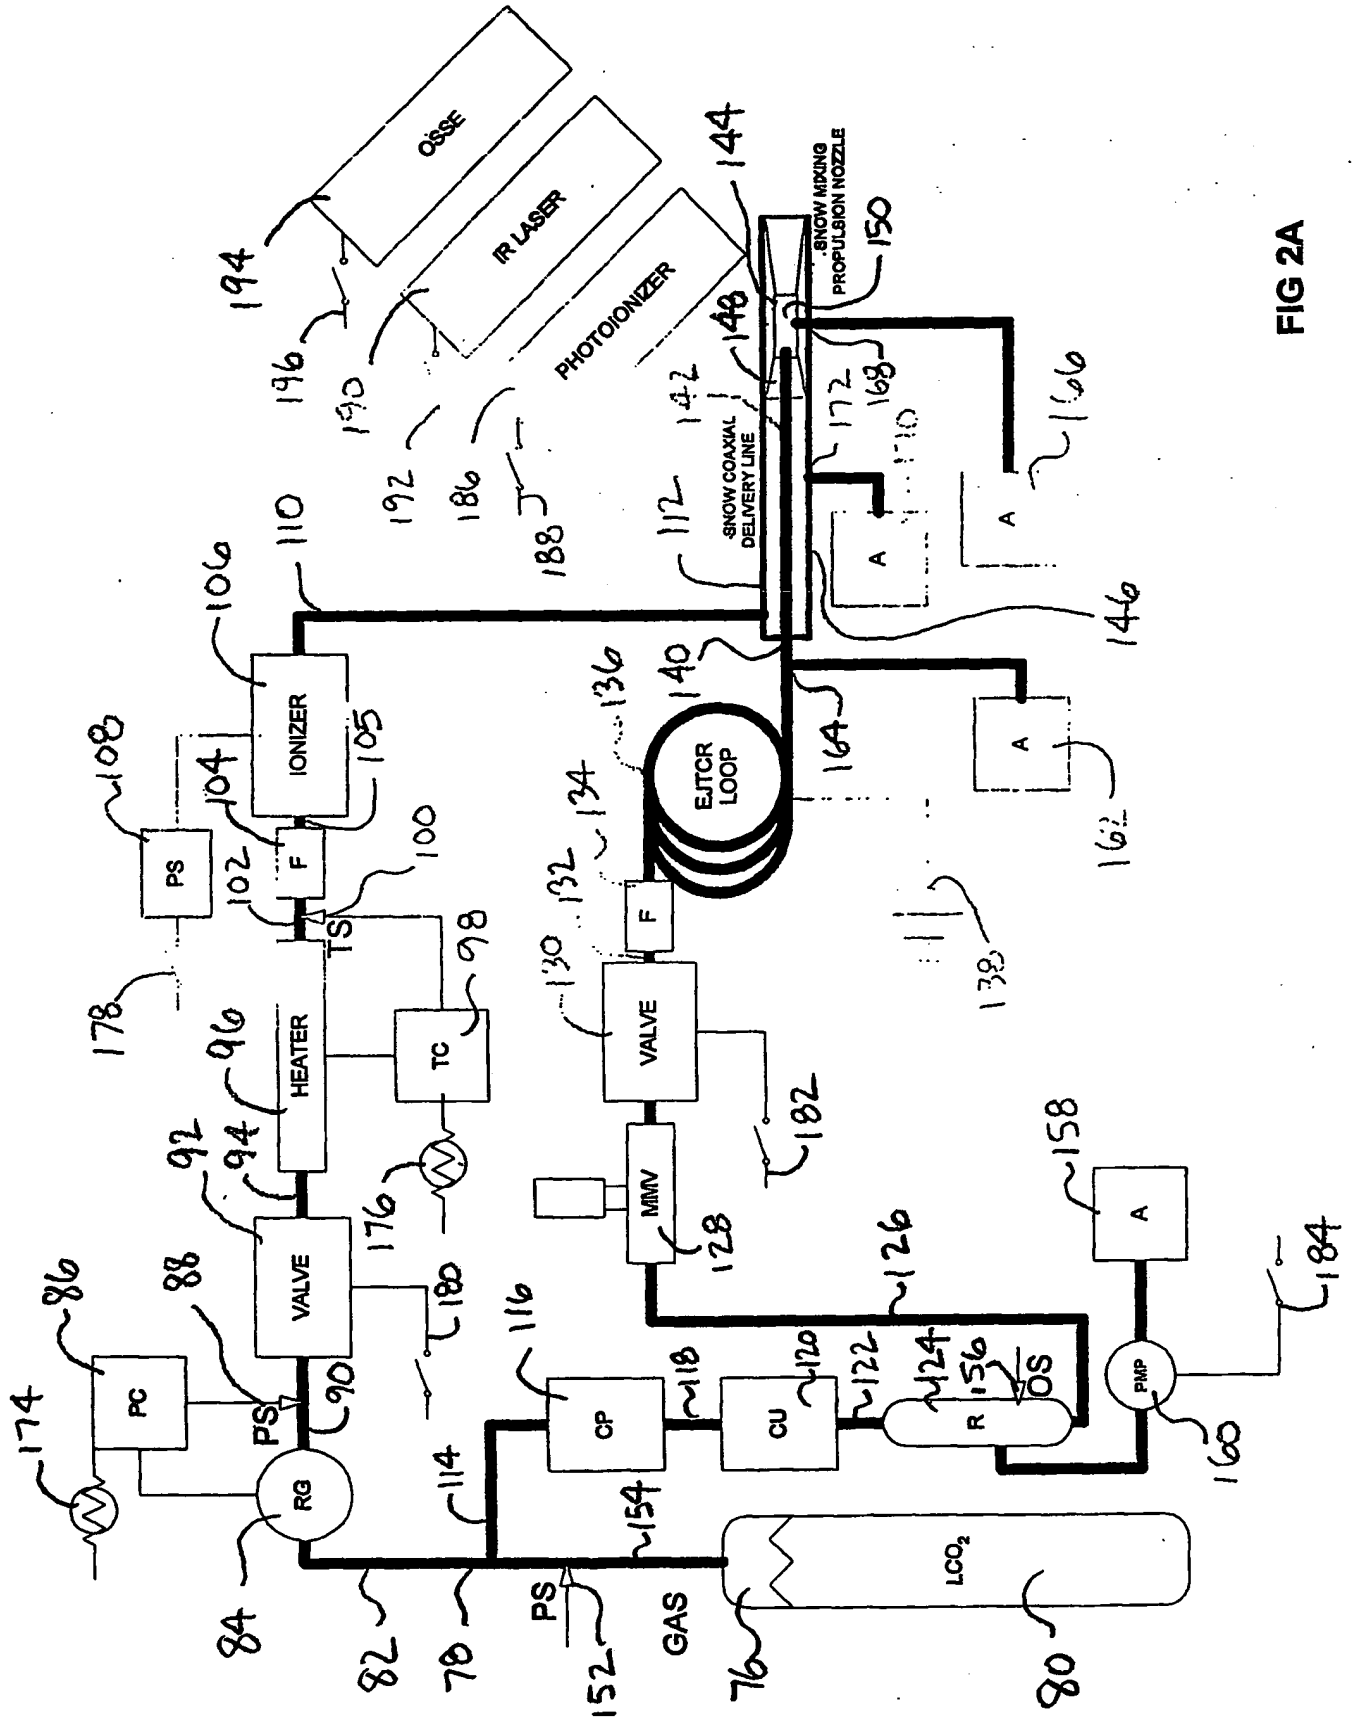 174
86
PC
88
PS
84
RG
90
92
VALVE
180
94
96
HEATER
176
TC
98
TS
100
102
104
F
105
178
PS
108
106
IONIZER
110
82
78
114
PS
152
154
GAS
76
LCO2
80
116
CP
118
CU
120
122
124
R
156
OS
126
PMP
160
184
158
A
MMV
128
130
VALVE
182
132
134
F
136
EJTCR
LOOP
138
140
164
162
A
112
SNOW COAXIAL
DELIVERY LINE
142
148
144
SNOW MIXING
PROPULSION NOZZLE
150
168
172
170
A
166
A
146
186
188
PHOTOIONIZER
190
192
IR LASER
194
196
OSSE
FIG 2A